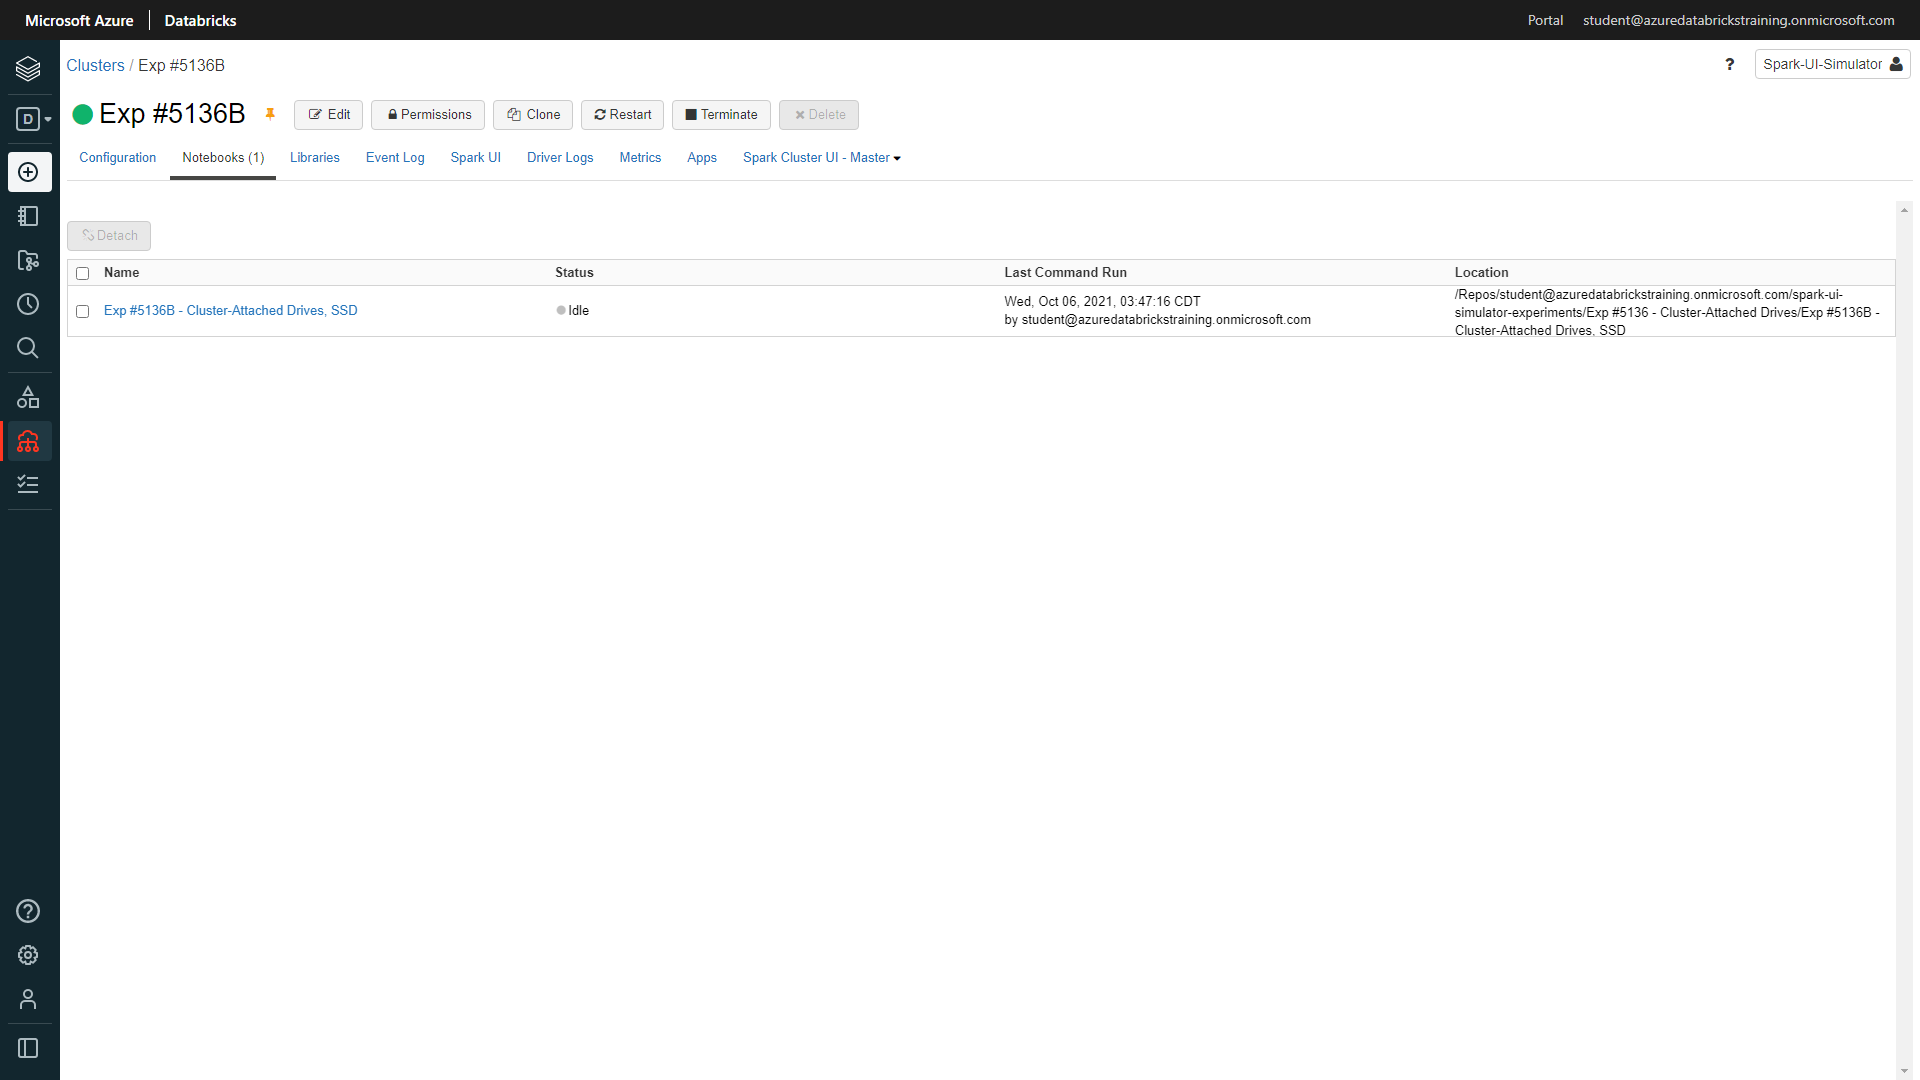 Microsoft Azure Databricks Portal student@azuredatabrickstraining.onmicrosoft.com
Clusters / Exp #5136B ? Spark-UI-Simulator
D
Exp #5136B Edit Permissions Clone Restart Terminate Delete
Configuration Notebooks (1) Libraries Event Log Spark UI Driver Logs Metrics Apps Spark Cluster UI - Master
Detach
Name Status Last Command Run Location
Exp #5136B - Cluster-Attached Drives, SSD Idle
Wed, Oct 06, 2021, 03:47:16 CDT
by student@azuredatabrickstraining.onmicrosoft.com
/Repos/student@azuredatabrickstraining.onmicrosoft.com/spark-ui-
simulator-experiments/Exp #5136 - Cluster-Attached Drives/Exp #5136B -
Cluster-Attached Drives, SSD